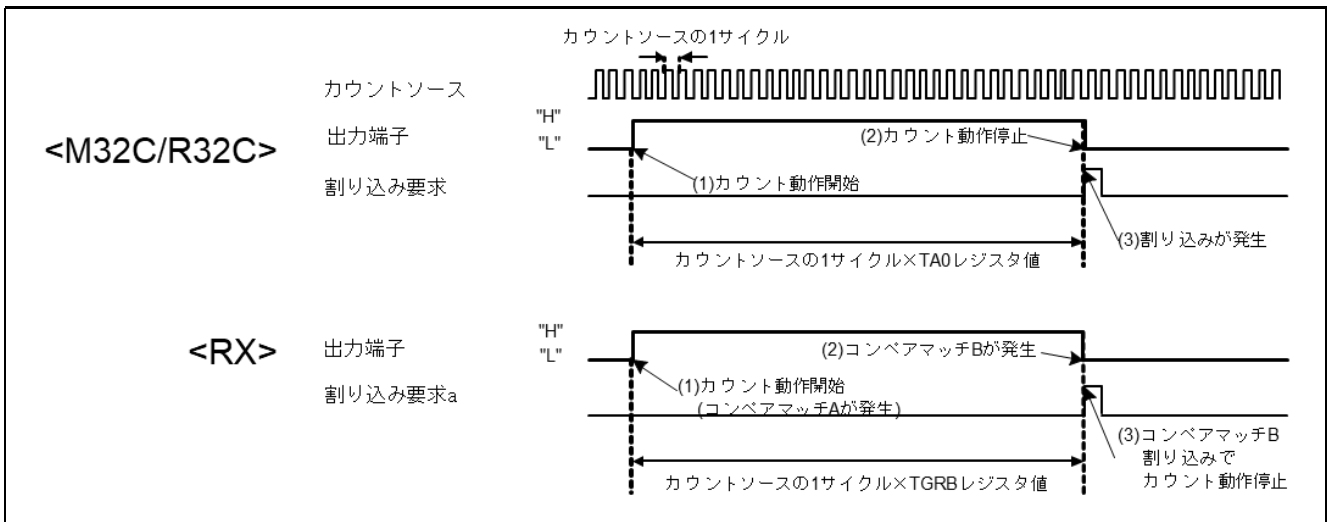 カウントソースの1サイクル
カウントソース
<M32C/R32C>
出力端子
"H"
"L"
(2)カウント動作停止
割り込み要求
(1)カウント動作開始
(3)割り込みが発生
カウントソースの1サイクル×TA0レジスタ値
<RX>
出力端子
"H"
"L"
(2)コンペアマッチBが発生
割り込み要求a
(1)カウント動作開始
(コンペアマッチAが発生)
(3)コンペアマッチB
割り込みで
カウント動作停止
カウントソースの1サイクル×TGRBレジスタ値